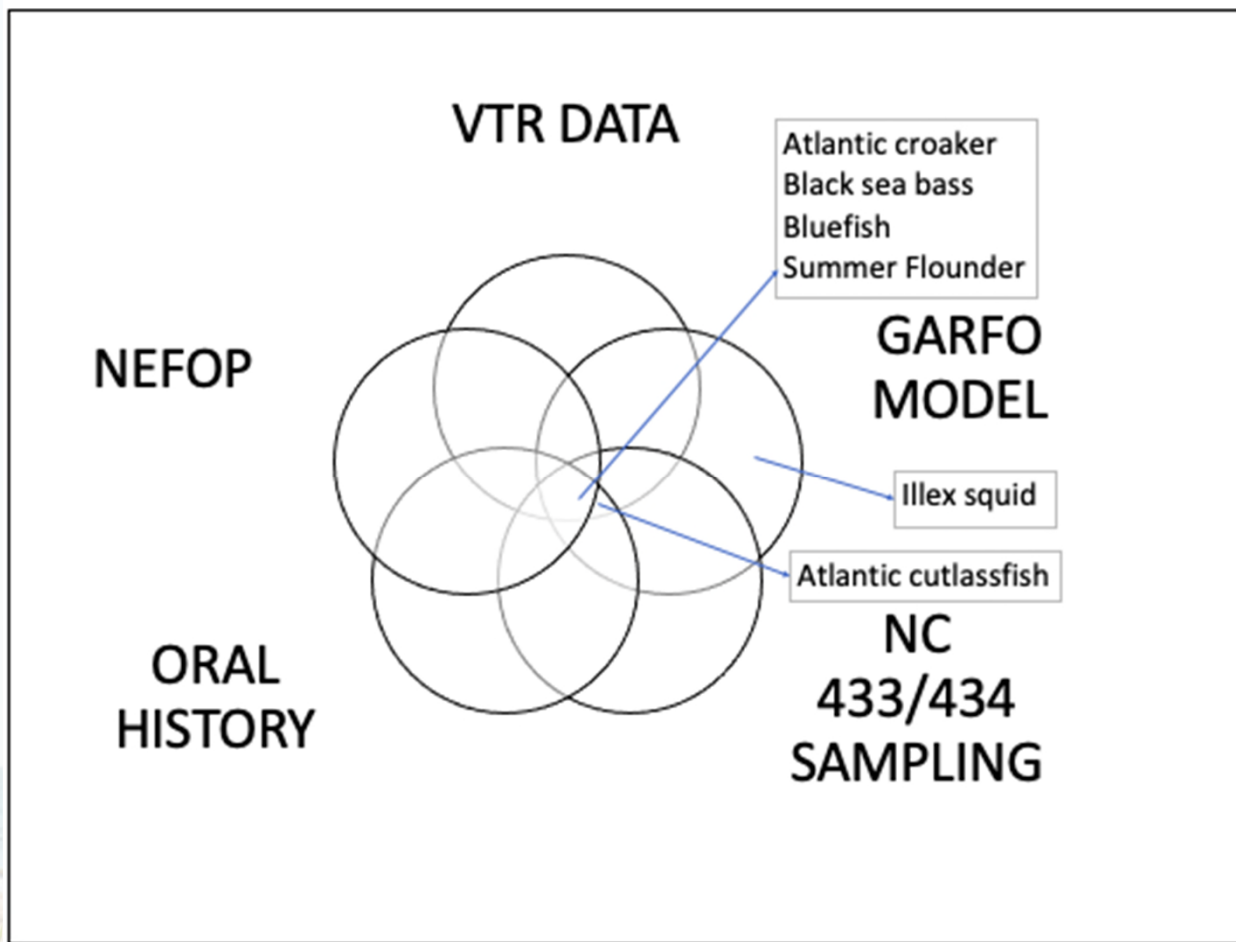 VTR DATA
Atlantic croaker
Black sea bass
Bluefish
Summer Flounder
NEFOP
GARFO
MODEL
Illex squid
Atlantic cutlassfish
ORAL
HISTORY
NC
433/434
SAMPLING